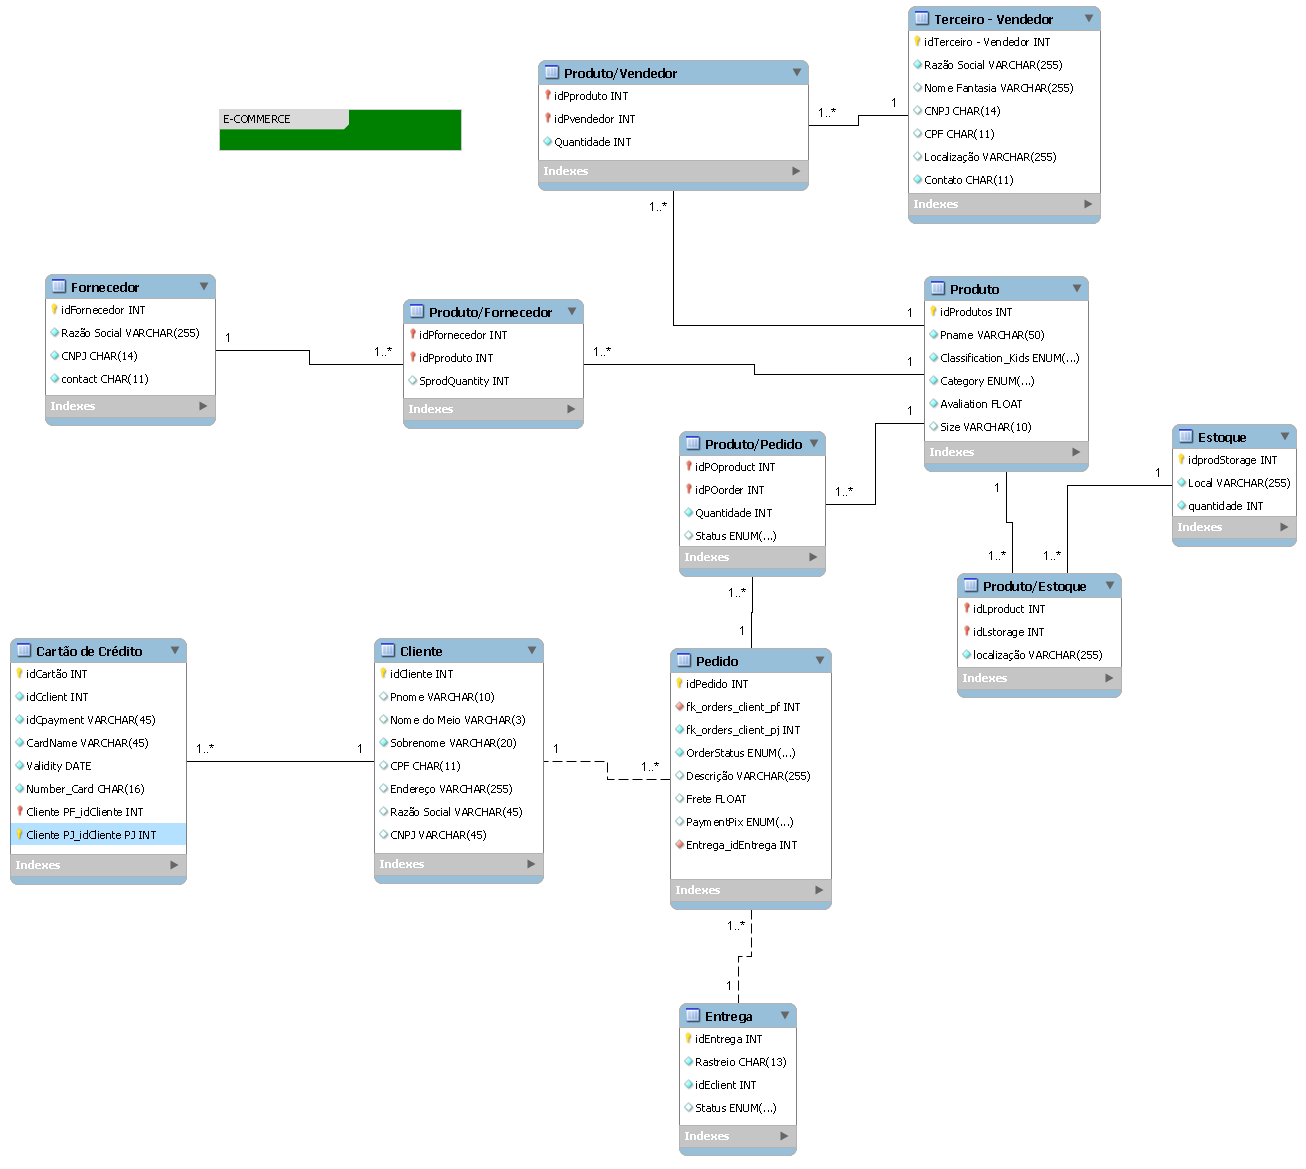 E-COMMERCE
Terceiro - Vendedor
idTerceiro - Vendedor INT
Razão Social VARCHAR(255)
Nome Fantasia VARCHAR(255)
CNPJ CHAR(14)
CPF CHAR(11)
Localização VARCHAR(255)
Contato CHAR(11)
Indexes
Produto/Vendedor
idPproduto INT
idPvendedor INT
Quantidade INT
Indexes
1..*
1
1..*
1
Fornecedor
idFornecedor INT
Razão Social VARCHAR(255)
CNPJ CHAR(14)
contact CHAR(11)
Indexes
1
1..*
Produto/Fornecedor
idPfornecedor INT
idPproduto INT
SprodQuantity INT
Indexes
1..*
1
Produto
idProdutos INT
Pname VARCHAR(50)
Classification_Kids ENUM(...)
Category ENUM(...)
Avaliation FLOAT
Size VARCHAR(10)
Indexes
1
1..*
Produto/Pedido
idPOproduct INT
idPOorder INT
Quantidade INT
Status ENUM(...)
Indexes
1..*
1
Estoque
idprodStorage INT
Local VARCHAR(255)
quantidade INT
Indexes
1
1
1..*
1..*
Produto/Estoque
idLproduct INT
idLstorage INT
localização VARCHAR(255)
Indexes
Cartão de Crédito
idCartão INT
idCclient INT
idCpayment VARCHAR(45)
CardName VARCHAR(45)
Validity DATE
Number_Card CHAR(16)
Cliente PF_idCliente INT
Cliente PJ_idCliente PJ INT
Indexes
1..*
1
Cliente
idCliente INT
Pnome VARCHAR(10)
Nome do Meio VARCHAR(3)
Sobrenome VARCHAR(20)
CPF CHAR(11)
Endereço VARCHAR(255)
Razão Social VARCHAR(45)
CNPJ VARCHAR(45)
Indexes
1
1..*
Pedido
idPedido INT
fk_orders_client_pf INT
fk_orders_client_pj INT
OrderStatus ENUM(...)
Descrição VARCHAR(255)
Frete FLOAT
PaymentPix ENUM(...)
Entrega_idEntrega INT
Indexes
1..*
1
Entrega
idEntrega INT
Rastreio CHAR(13)
idEclient INT
Status ENUM(...)
Indexes